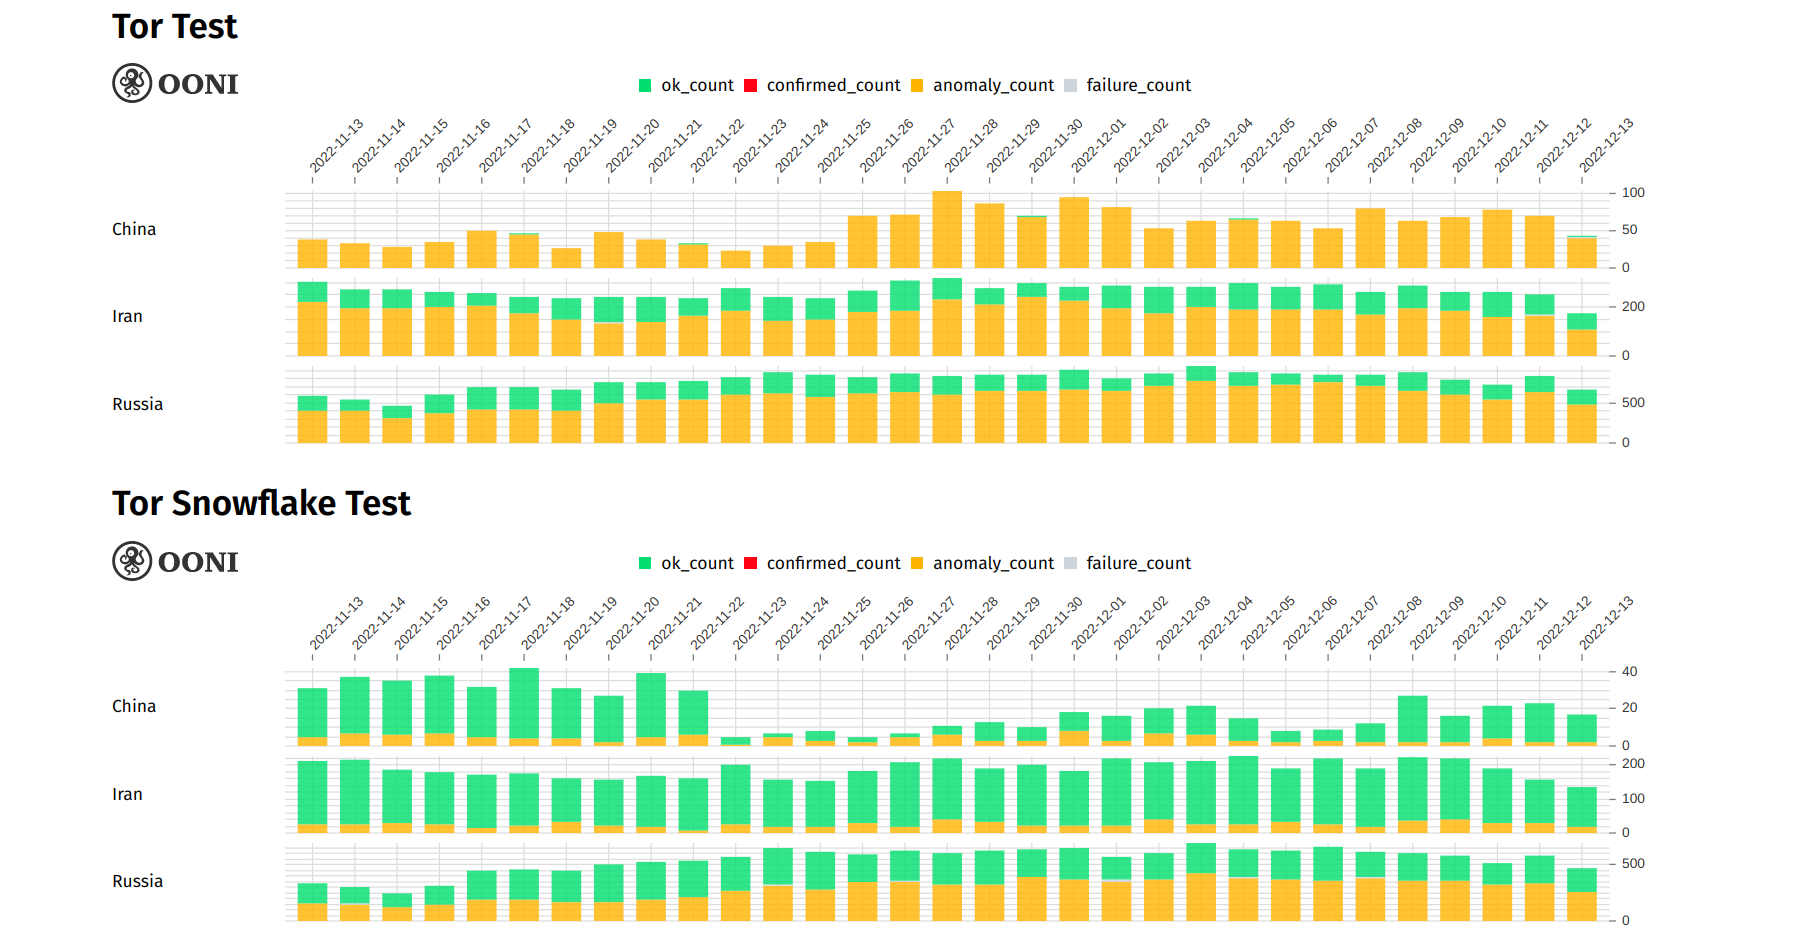 Tor Test
OONI
ok_count confirmed_count anomaly_count failure_count
2022-11-13 2022-11-14 2022-11-15 2022-11-16 2022-11-17 2022-11-18 2022-11-19 2022-11-20 2022-11-21 2022-11-22 2022-11-23 2022-11-24 2022-11-25 2022-11-26 2022-11-27 2022-11-28 2022-11-29 2022-11-30 2022-12-01 2022-12-02 2022-12-03 2022-12-04 2022-12-05 2022-12-06 2022-12-07 2022-12-08 2022-12-09 2022-12-10 2022-12-11 2022-12-12 2022-12-13
100
China 50
0
Iran 200
0
Russia 500
0
Tor Snowflake Test
OONI
ok_count confirmed_count anomaly_count failure_count
2022-11-13 2022-11-14 2022-11-15 2022-11-16 2022-11-17 2022-11-18 2022-11-19 2022-11-20 2022-11-21 2022-11-22 2022-11-23 2022-11-24 2022-11-25 2022-11-26 2022-11-27 2022-11-28 2022-11-29 2022-11-30 2022-12-01 2022-12-02 2022-12-03 2022-12-04 2022-12-05 2022-12-06 2022-12-07 2022-12-08 2022-12-09 2022-12-10 2022-12-11 2022-12-12 2022-12-13
40
China 20
0
200
Iran 100
0
500
Russia
0